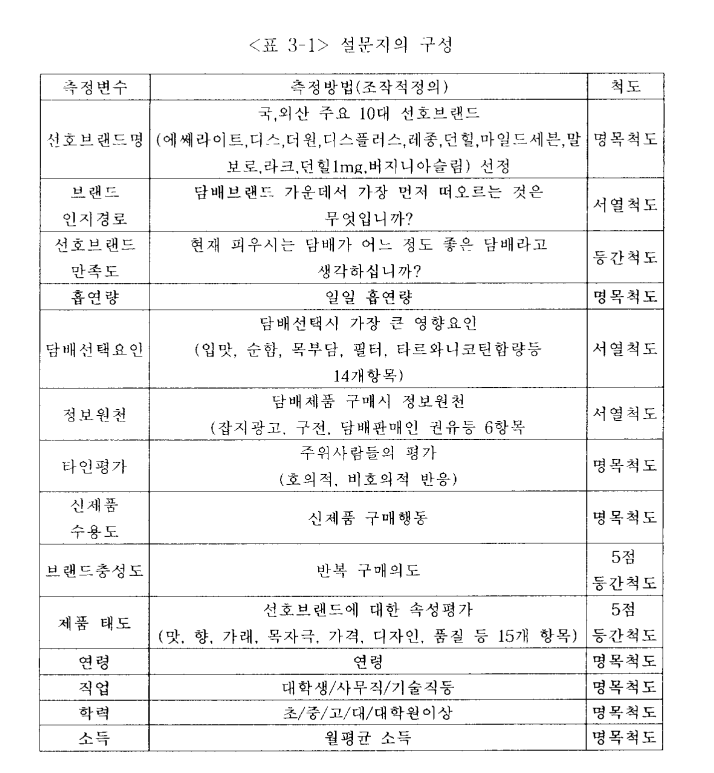 <표 3-1> 설문지의 구성
측정변수 측정방법(조작적정의) 척도
국,외산 주요 10대 선호브랜드
선호브랜드명 (에쎄라이트,디스,더원,디스플러스,레종,던힐,마일드세븐,말 명목척도
보로,라크,던힐1mg,버지니아슬림) 선정
브랜드 담배브랜드 가운데서 가장 먼저 떠오르는 것은 서열척도
인지경로 무엇입니까?
선호브랜드 현재 피우시는 담배가 어느 정도 좋은 담배라고 등간척도
만족도 생각하십니까?
흡연량 일일 흡연량 명목척도
담배선택시 가장 큰 영향요인
담배선택요인 (입맛, 순함, 목부담, 필터, 타르와니코틴함량등 서열척도
14개항목)
정보원천 담배제품 구매시 정보원천 서열척도
(잡지광고, 구전, 담배판매인 권유등 6항목
타인평가 주위사람들의 평가 명목척도
(호의적, 비호의적 반응)
신제품 신제품 구매행동 명목척도
수용도
브랜드충성도 반복 구매의도 5점
등간척도
제품 태도 선호브랜드에 대한 속성평가 5점
(맛, 향, 가래, 목자극, 가격, 디자인, 품질 등 15개 항목) 등간척도
연령 연령 명목척도
직업 대학생/사무직/기술직등 명목척도
학력 초/중/고/대/대학원이상 명목척도
소득 월평균 소득 명목척도